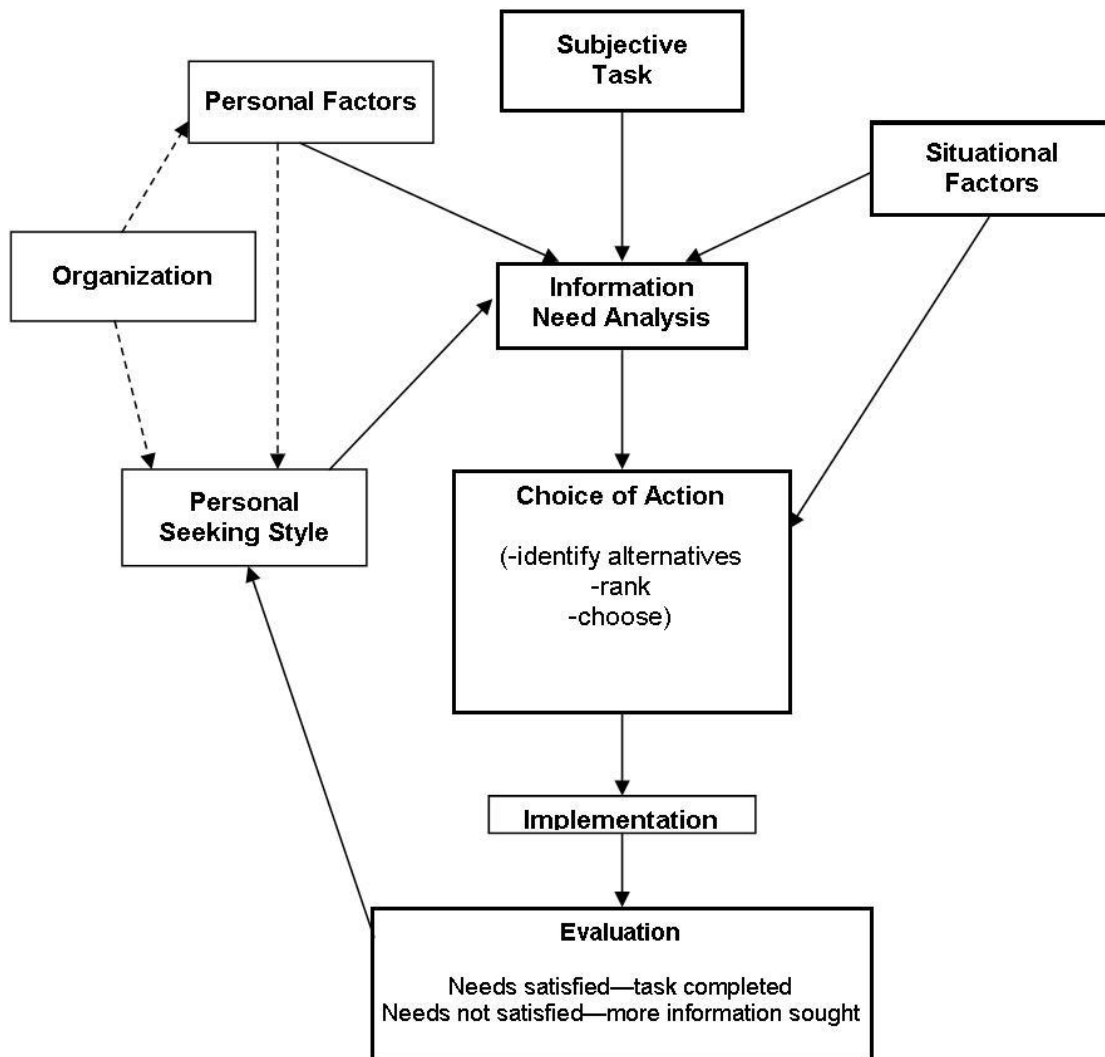 Subjective
Task
Personal Factors
Situational
Factors
Organization
Information
Need Analysis
Personal
Seeking Style
Choice of Action
(-identify alternatives
-rank
-choose)
Implementation
Evaluation
Needs satisfied—task completed
Needs not satisfied—more information sought